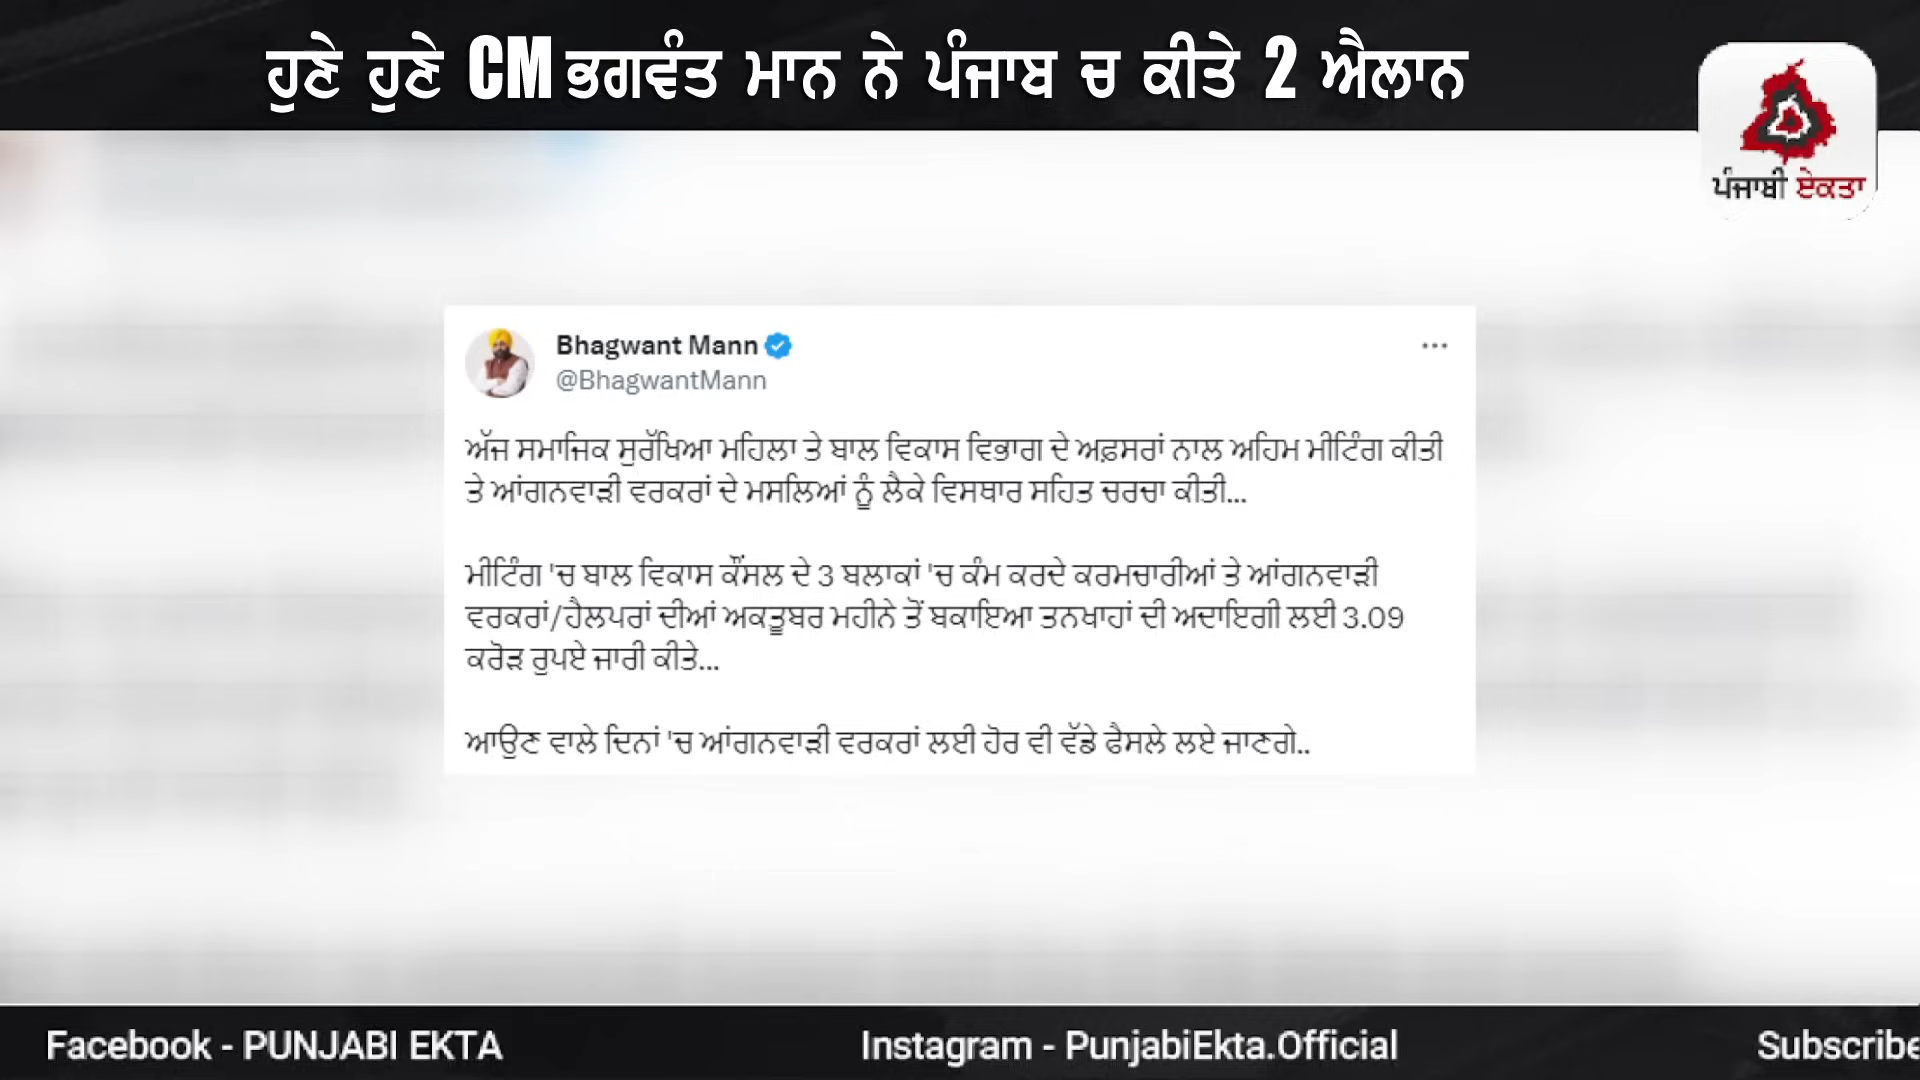 ਹੁਣੇ ਹੁਣੇ CM ਭਗਵੰਤ ਮਾਨ ਨੇ ਪੰਜਾਬ ਚ ਕੀਤੇ 2 ਐਲਾਨ
ਪੰਜਾਬੀ ਏਕਤਾ
Bhagwant Mann
@BhagwantMann
ਅੱਜ ਸਮਾਜਿਕ ਸੁਰੱਖਿਆ ਮਹਿਲਾ ਤੇ ਬਾਲ ਵਿਕਾਸ ਵਿਭਾਗ ਦੇ ਅਫ਼ਸਰਾਂ ਨਾਲ ਅਹਿਮ ਮੀਟਿੰਗ ਕੀਤੀ
ਤੇ ਆਂਗਨਵਾੜੀ ਵਰਕਰਾਂ ਦੇ ਮਸਲਿਆਂ ਨੂੰ ਲੈਕੇ ਵਿਸਥਾਰ ਸਹਿਤ ਚਰਚਾ ਕੀਤੀ...
ਮੀਟਿੰਗ 'ਚ ਬਾਲ ਵਿਕਾਸ ਕੌਂਸਲ ਦੇ 3 ਬਲਾਕਾਂ 'ਚ ਕੰਮ ਕਰਦੇ ਕਰਮਚਾਰੀਆਂ ਤੇ ਆਂਗਨਵਾੜੀ
ਵਰਕਰਾਂ/ਹੈਲਪਰਾਂ ਦੀਆਂ ਅਕਤੂਬਰ ਮਹੀਨੇ ਤੋਂ ਬਕਾਇਆ ਤਨਖਾਹਾਂ ਦੀ ਅਦਾਇਗੀ ਲਈ 3.09
ਕਰੋੜ ਰੁਪਏ ਜਾਰੀ ਕੀਤੇ...
ਆਉਣ ਵਾਲੇ ਦਿਨਾਂ 'ਚ ਆਂਗਨਵਾੜੀ ਵਰਕਰਾਂ ਲਈ ਹੋਰ ਵੀ ਵੱਡੇ ਫੈਸਲੇ ਲਏ ਜਾਣਗੇ..
Facebook - PUNJABI EKTA Instagram - PunjabiEkta.Official Subscribe